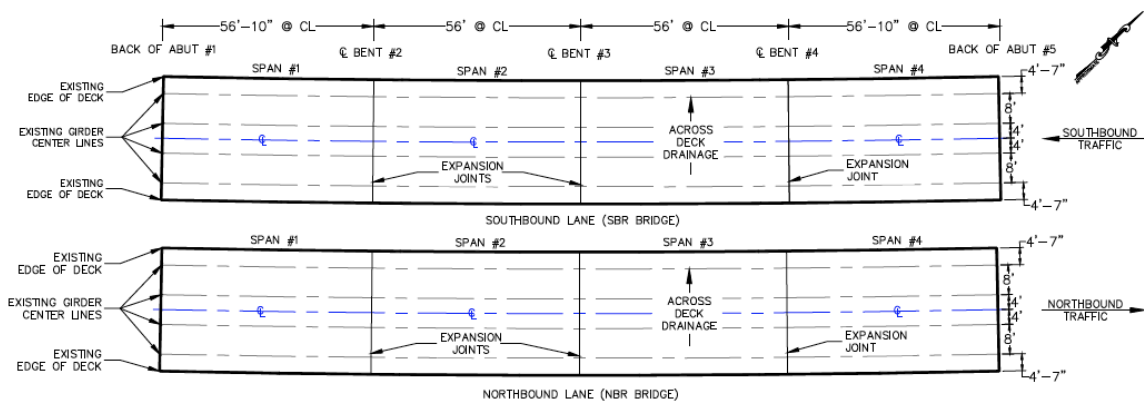 56'-10" @ CL
56' @ CL
56' @ CL
56'-10" @ CL
BACK OF ABUT #1
℄ BENT #2
℄ BENT #3
℄ BENT #4
BACK OF ABUT #5
SPAN #1
SPAN #2
SPAN #3
SPAN #4
4'-7"
EXISTING
EDGE OF DECK
EXISTING GIRDER
CENTER LINES
EXISTING
EDGE OF DECK
℄
℄
℄
ACROSS
DECK
DRAINAGE
EXPANSION
JOINTS
EXPANSION
JOINT
8'
4'
4'
8'
4'-7"
SOUTHBOUND
TRAFFIC
SOUTHBOUND LANE (SBR BRIDGE)
SPAN #1
SPAN #2
SPAN #3
SPAN #4
4'-7"
EXISTING
EDGE OF DECK
EXISTING GIRDER
CENTER LINES
EXISTING
EDGE OF DECK
℄
℄
℄
ACROSS
DECK
DRAINAGE
EXPANSION
JOINTS
EXPANSION
JOINT
8'
4'
4'
8'
4'-7"
NORTHBOUND
TRAFFIC
NORTHBOUND LANE (NBR BRIDGE)